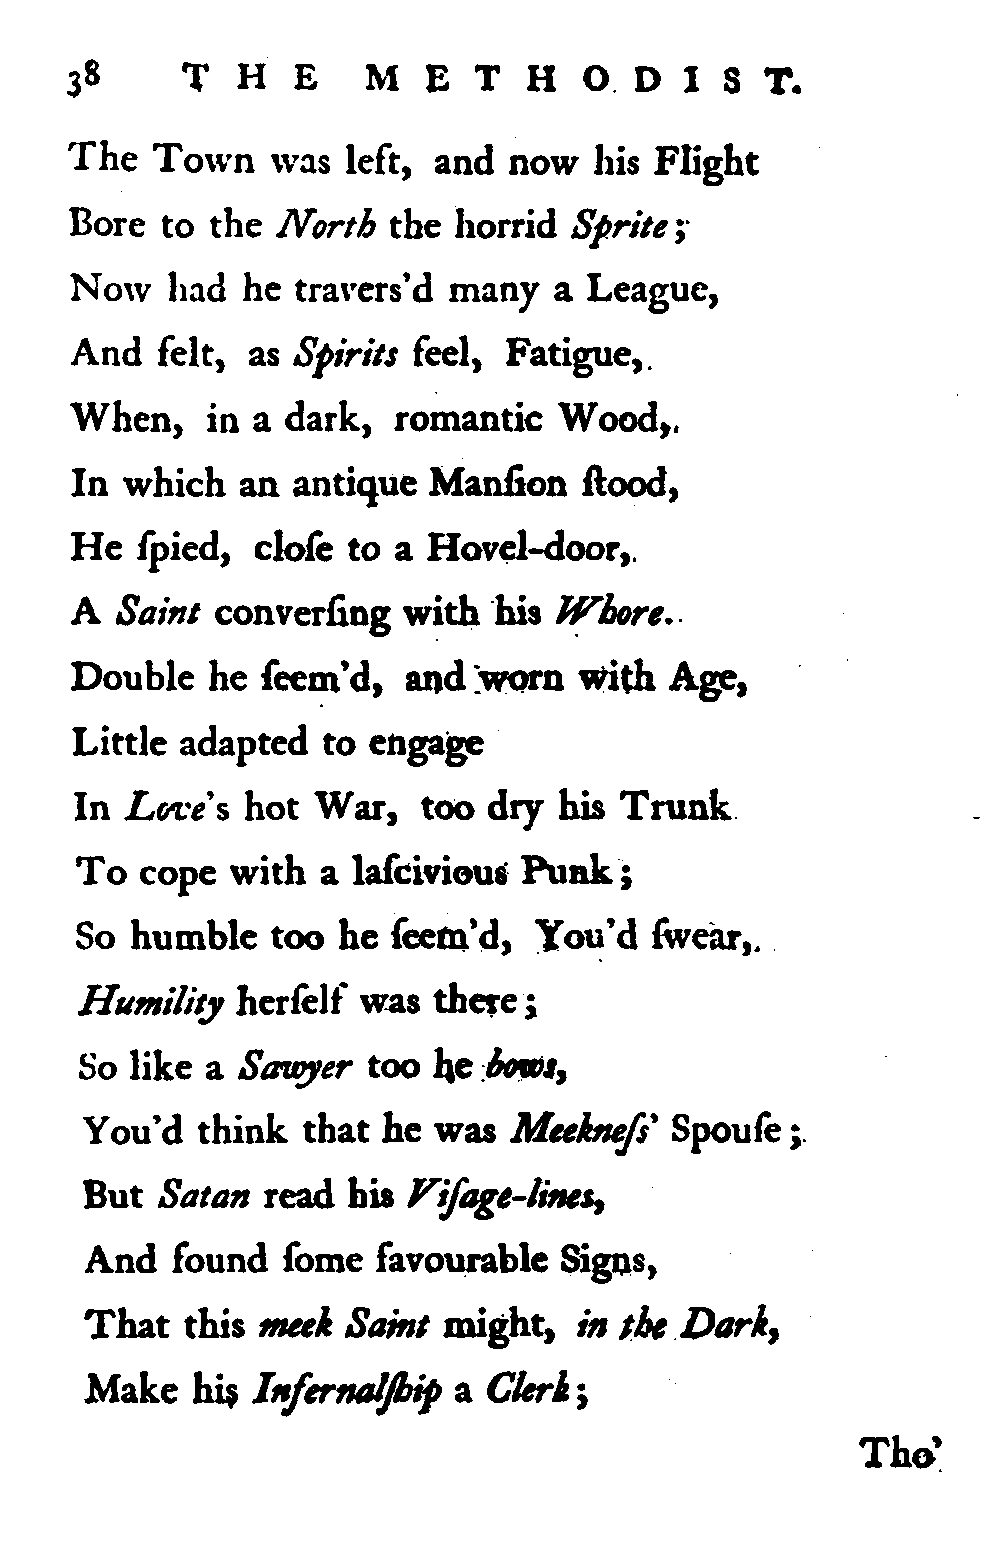 38 THE METHODIST.
The Town was left, and now his Flight
Bore to the North the horrid Sprite;
Now had he travers'd many a League,
And felt, as Spirits feel, Fatigue,
When, in a dark, romantic Wood,
In which an antique Manſion ſtood,
He ſpied, cloſe to a Hovel-door,
A Saint converſing with his Whore.
Double he ſeem'd, and worn with Age,
Little adapted to engage
In Love's hot War, too dry his Trunk
To cope with a laſcivious Punk;
So humble too he ſeem'd, You'd ſwear,
Humility herſelf was there;
So like a Sawyer too he bows,
You'd think that he was Meekneſs' Spouſe;
But Satan read his Viſage-lines,
And found ſome favourable Signs,
That this meek Saint might, in the Dark,
Make his Infernalſhip a Clerk;
Tho'